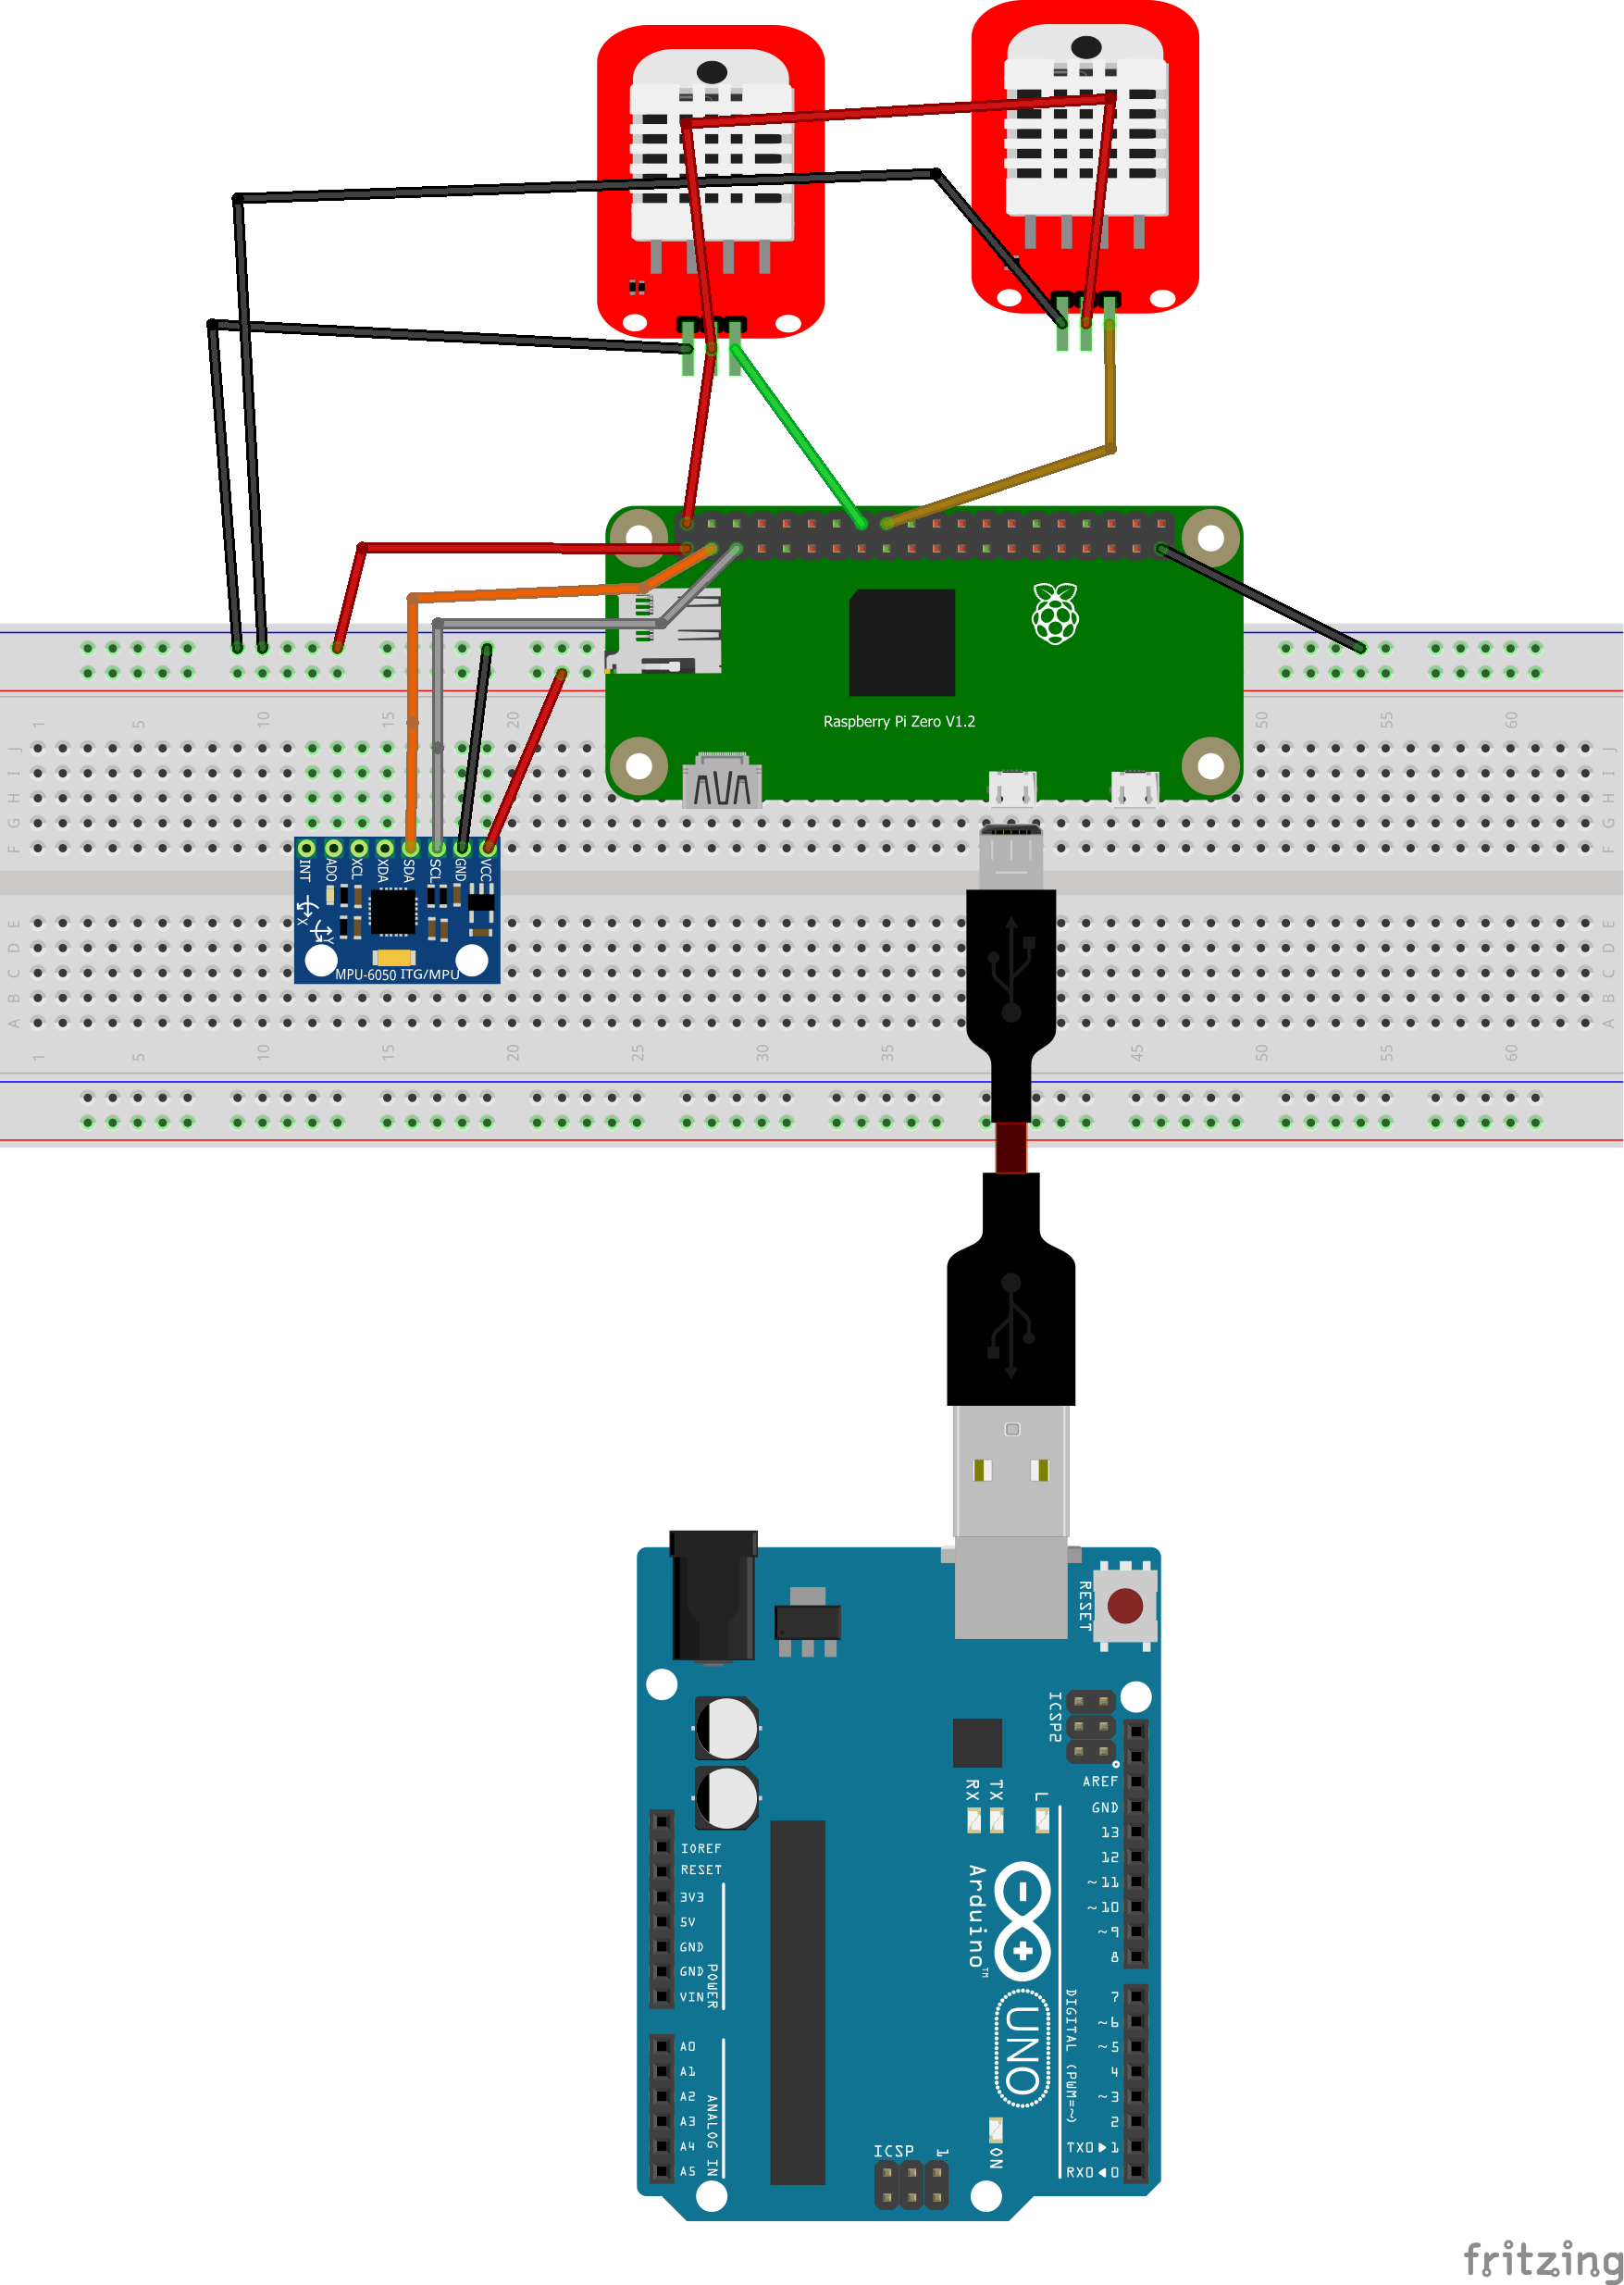 Raspberry Pi Zero V1.2
1 5 10 15 20 50 55 60
J J
I I
H H
G G
F F
INT ADO XCL XDA SDA SCL GND VCC
X
Y
MPU-6050 ITG/MPU
E E
D D
C C
B B
A A
1 5 10 15 20 25 30 35 45 50 55 60
RESET
ICSP2
RX TX L
AREF
GND
13
12
~11
~10
~9
8
IOREF
RESET
3V3
5V
GND
GND
VIN
POWER
Arduino™
UNO
DIGITAL (PWM=~)
7
~6
~5
4
~3
2
TX0▶1
RX0◀0
A0
A1
A2
A3
A4
A5
ANALOG IN
ICSP 1
ON
fritzing